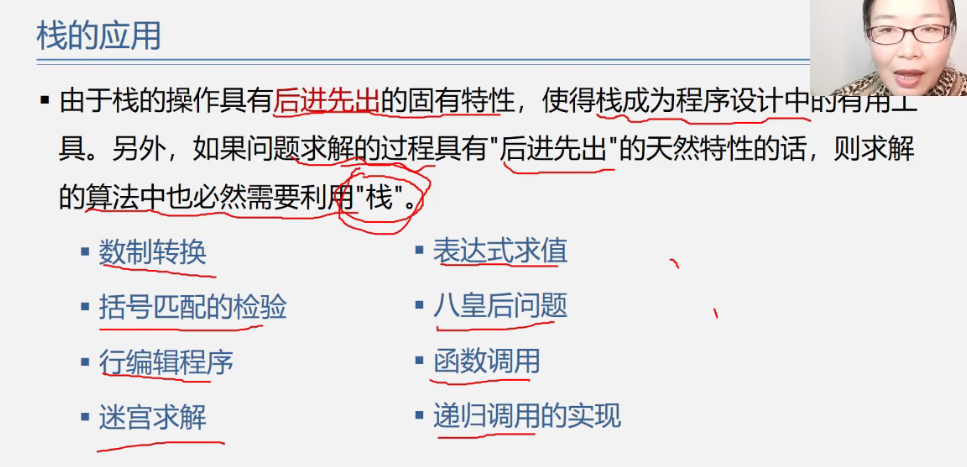 栈的应用
▪ 由于栈的操作具有后进先出的固有特性，使得栈成为程序设计中的有用工
具。另外，如果问题求解的过程具有"后进先出"的天然特性的话，则求解
的算法中也必然需要利用"栈"。
▪ 数制转换
▪ 表达式求值
▪ 括号匹配的检验
▪ 八皇后问题
▪ 行编辑程序
▪ 函数调用
▪ 迷宫求解
▪ 递归调用的实现